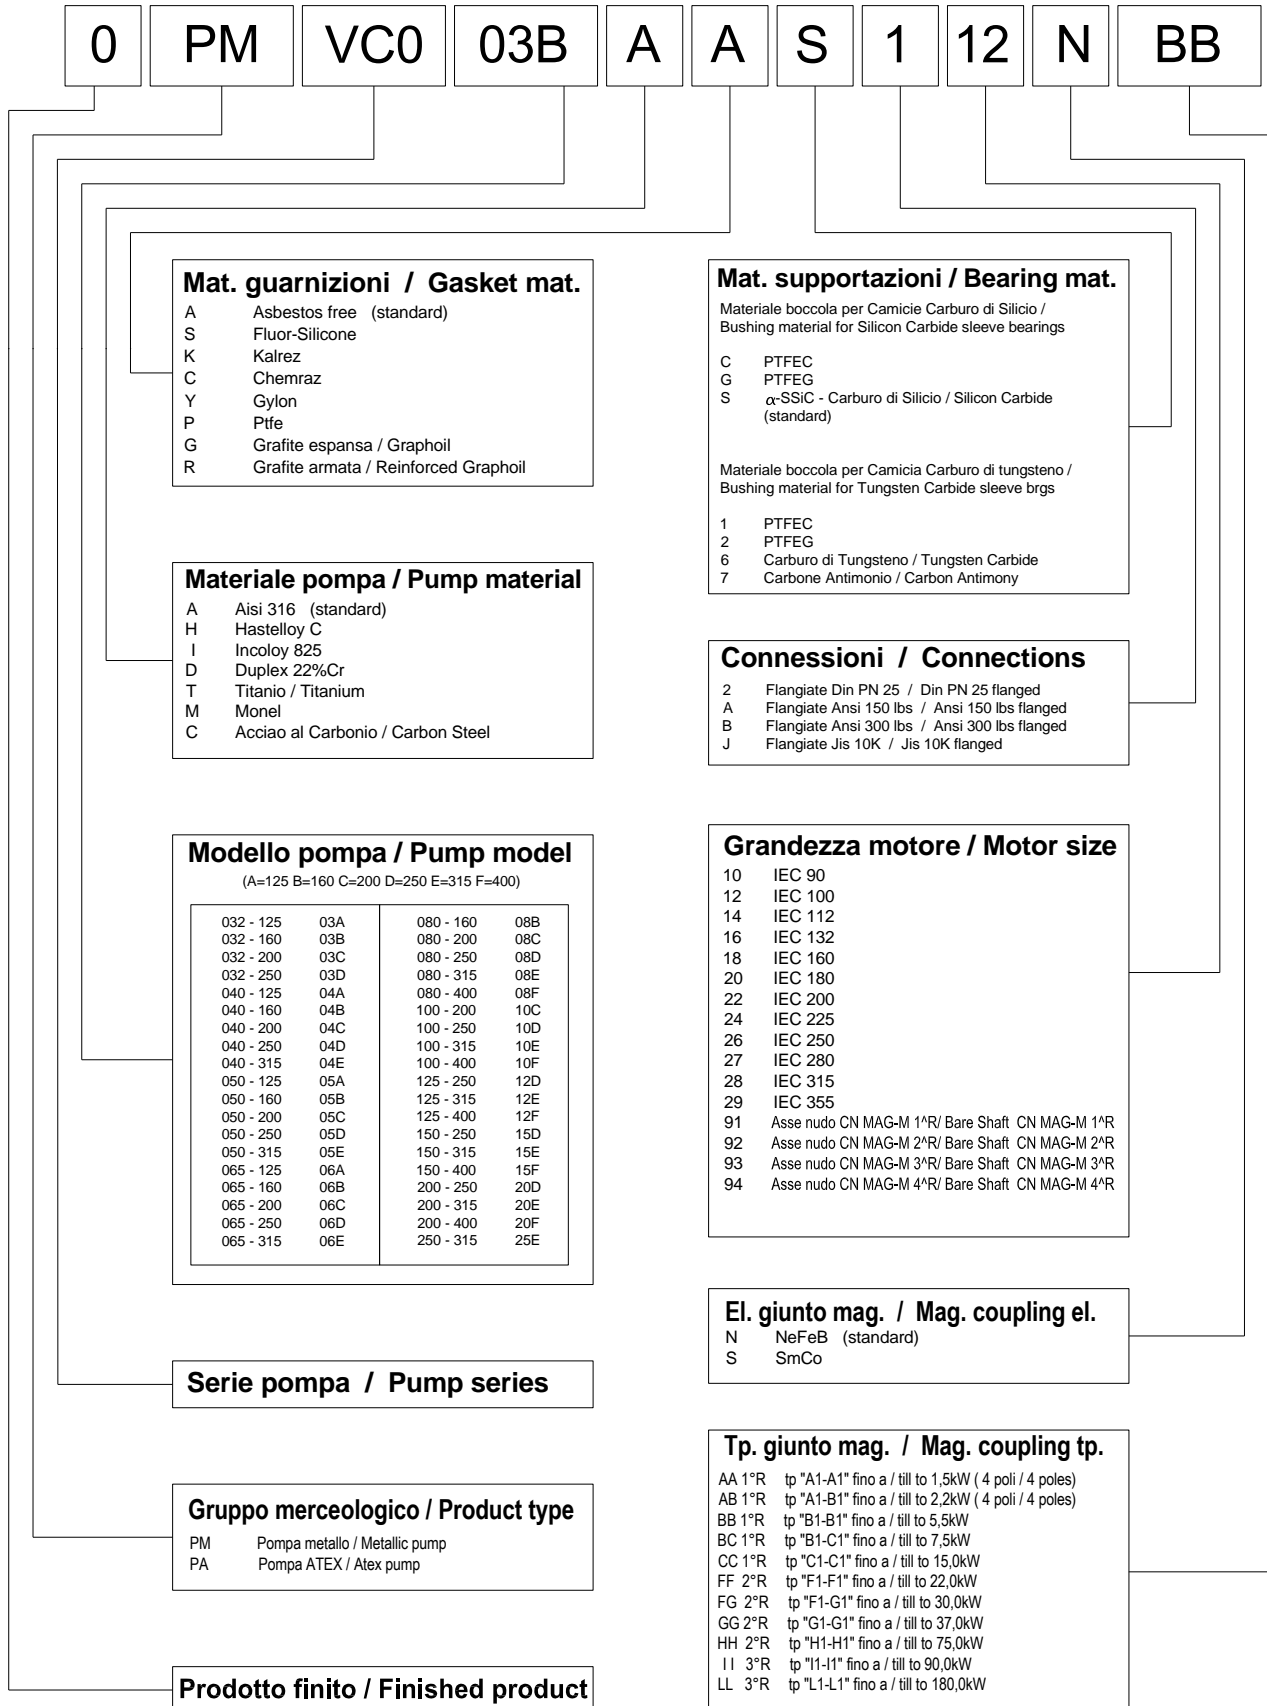 0 PM VC0 03B A A S 1 12 N BB
Mat. guarnizioni / Gasket mat.
A Asbestos free (standard)
S Fluor-Silicone
K Kalrez
C Chemraz
Y Gylon
P Ptfe
G Grafite espansa / Graphoil
R Grafite armata / Reinforced Graphoil
Materiale pompa / Pump material
A Aisi 316 (standard)
H Hastelloy C
I Incoloy 825
D Duplex 22%Cr
T Titanio / Titanium
M Monel
C Acciao al Carbonio / Carbon Steel
Modello pompa / Pump model
(A=125 B=160 C=200 D=250 E=315 F=400)
032 - 125 03A 080 - 160 08B
032 - 160 03B 080 - 200 08C
032 - 200 03C 080 - 250 08D
032 - 250 03D 080 - 315 08E
040 - 125 04A 080 - 400 08F
040 - 160 04B 100 - 200 10C
040 - 200 04C 100 - 250 10D
040 - 250 04D 100 - 315 10E
040 - 315 04E 100 - 400 10F
050 - 125 05A 125 - 250 12D
050 - 160 05B 125 - 315 12E
050 - 200 05C 125 - 400 12F
050 - 250 05D 150 - 250 15D
050 - 315 05E 150 - 315 15E
065 - 125 06A 150 - 400 15F
065 - 160 06B 200 - 250 20D
065 - 200 06C 200 - 315 20E
065 - 250 06D 200 - 400 20F
065 - 315 06E 250 - 315 25E
Serie pompa / Pump series
Gruppo merceologico / Product type
PM Pompa metallo / Metallic pump
PA Pompa ATEX / Atex pump
Prodotto finito / Finished product
Mat. supportazioni / Bearing mat.
Materiale boccola per Camicie Carburo di Silicio /
Bushing material for Silicon Carbide sleeve bearings
C PTFEC
G PTFEG
S α-SSiC - Carburo di Silicio / Silicon Carbide
(standard)
Materiale boccola per Camicia Carburo di tungsteno /
Bushing material for Tungsten Carbide sleeve brgs
1 PTFEC
2 PTFEG
6 Carburo di Tungsteno / Tungsten Carbide
7 Carbone Antimonio / Carbon Antimony
Connessioni / Connections
2 Flangiate Din PN 25 / Din PN 25 flanged
A Flangiate Ansi 150 lbs / Ansi 150 lbs flanged
B Flangiate Ansi 300 lbs / Ansi 300 lbs flanged
J Flangiate Jis 10K / Jis 10K flanged
Grandezza motore / Motor size
10 IEC 90
12 IEC 100
14 IEC 112
16 IEC 132
18 IEC 160
20 IEC 180
22 IEC 200
24 IEC 225
26 IEC 250
27 IEC 280
28 IEC 315
29 IEC 355
91 Asse nudo CN MAG-M 1^R/ Bare Shaft CN MAG-M 1^R
92 Asse nudo CN MAG-M 2^R/ Bare Shaft CN MAG-M 2^R
93 Asse nudo CN MAG-M 3^R/ Bare Shaft CN MAG-M 3^R
94 Asse nudo CN MAG-M 4^R/ Bare Shaft CN MAG-M 4^R
El. giunto mag. / Mag. coupling el.
N NeFeB (standard)
S SmCo
Tp. giunto mag. / Mag. coupling tp.
AA 1°R tp "A1-A1" fino a / till to 1,5kW ( 4 poli / 4 poles)
AB 1°R tp "A1-B1" fino a / till to 2,2kW ( 4 poli / 4 poles)
BB 1°R tp "B1-B1" fino a / till to 5,5kW
BC 1°R tp "B1-C1" fino a / till to 7,5kW
CC 1°R tp "C1-C1" fino a / till to 15,0kW
FF 2°R tp "F1-F1" fino a / till to 22,0kW
FG 2°R tp "F1-G1" fino a / till to 30,0kW
GG 2°R tp "G1-G1" fino a / till to 37,0kW
HH 2°R tp "H1-H1" fino a / till to 75,0kW
I I 3°R tp "I1-I1" fino a / till to 90,0kW
LL 3°R tp "L1-L1" fino a / till to 180,0kW